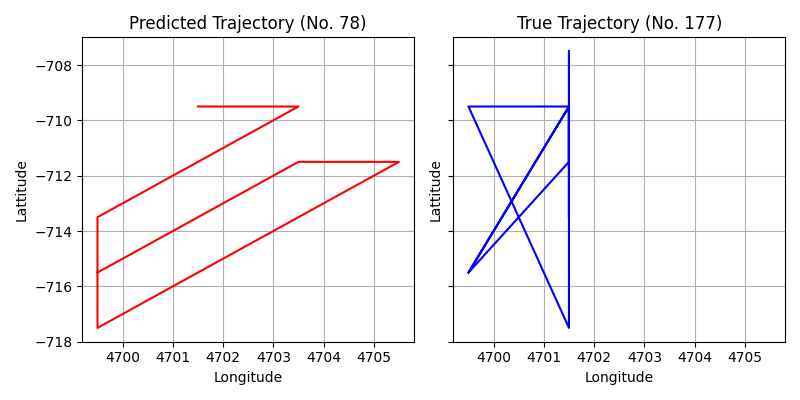 Predicted Trajectory (No. 78)
True Trajectory (No. 177)
−708
−710
−712
−714
−716
−718
Lattitude
Lattitude
4700 4701 4702 4703 4704 4705
4700 4701 4702 4703 4704 4705
Longitude
Longitude